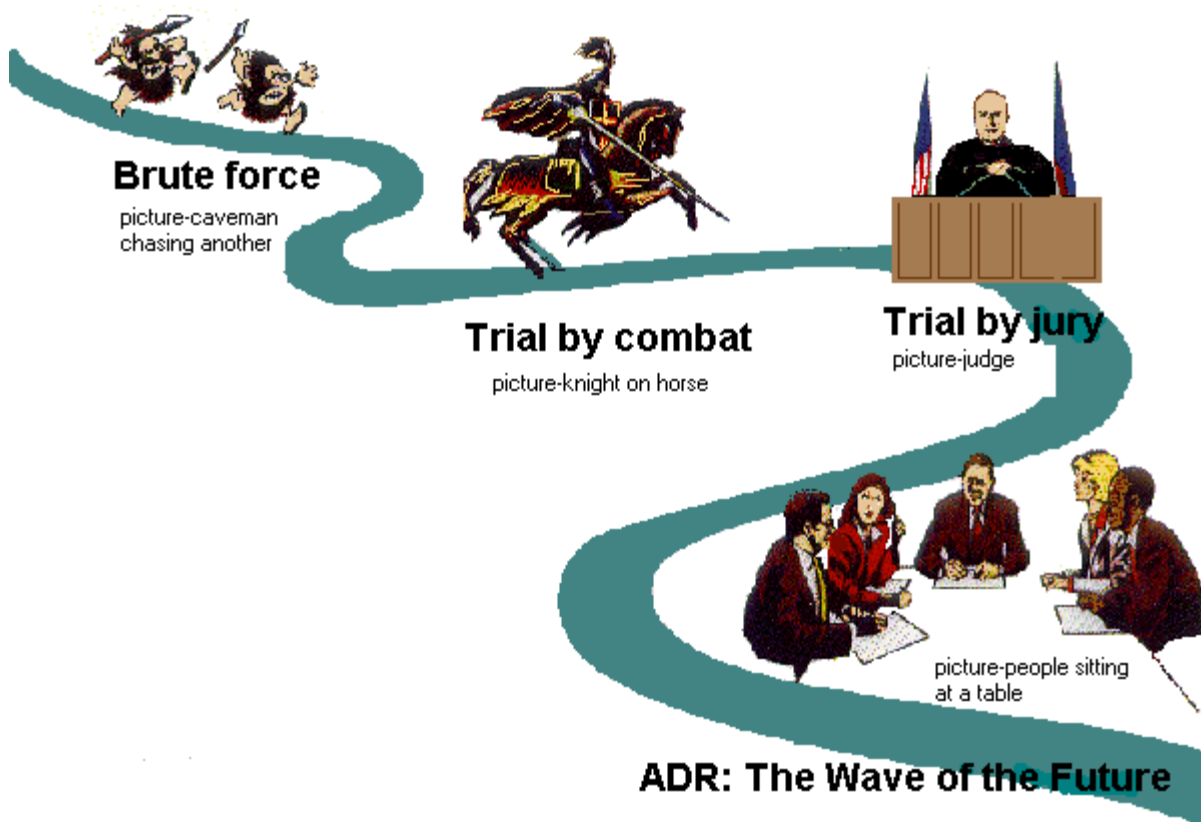 Brute force
picture-caveman
chasing another
Trial by combat
picture-knight on horse
Trial by jury
picture-judge
picture-people sitting
at a table
ADR: The Wave of the Future